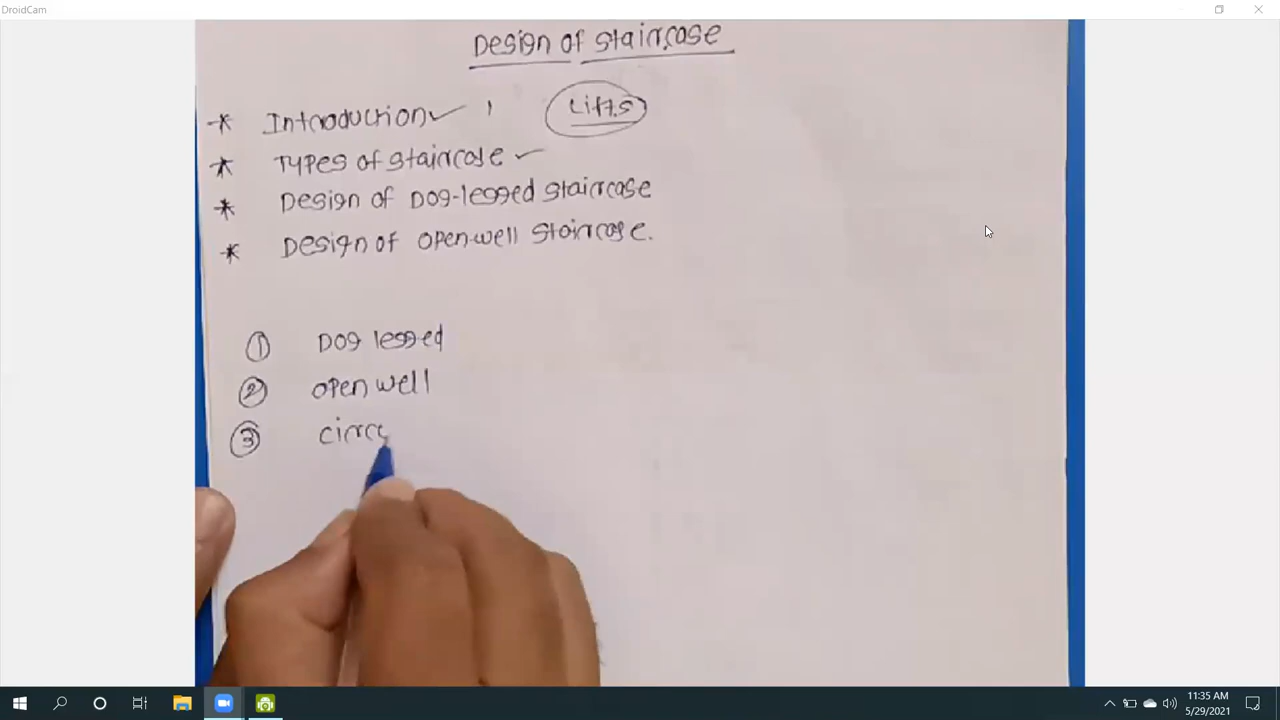 DroidCam
Design of Staircase
* Introduction ✓
Lifts
* Types of Staircase ✓
* Design of Dog-legged Staircase
* Design of open-well Staircase.
① Dog legged
② open well
③ circ
11:35 AM
5/29/2021